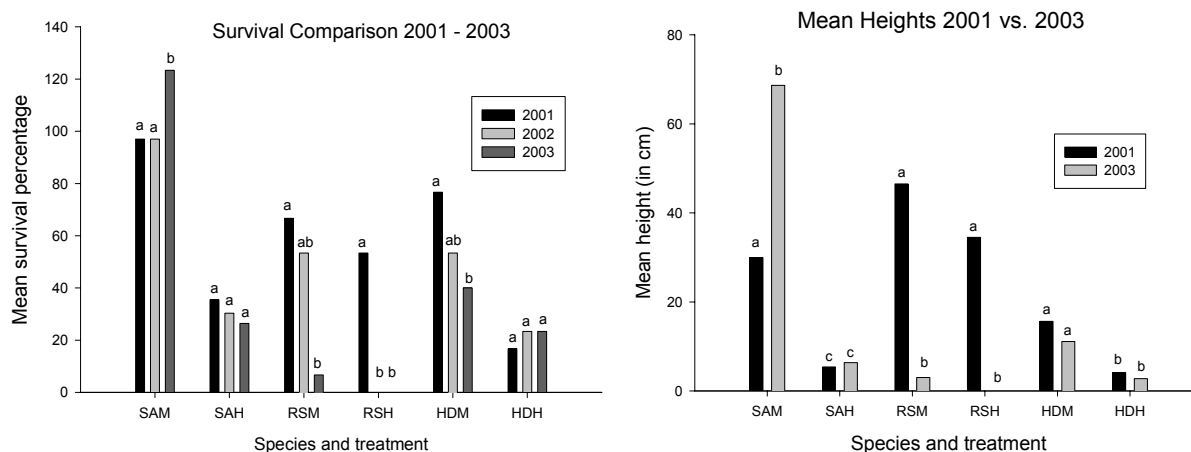 Survival Comparison 2001 - 2003
Mean survival percentage
140
120
100
80
60
40
20
0
2001
2002
2003
a a b
a a a
a ab b
a b b
a ab b
a a a
SAM SAH RSM RSH HDM HDH
Species and treatment
Mean Heights 2001 vs. 2003
Mean height (in cm)
80
60
40
20
0
2001
2003
a b
c c
a b
a b
a a
b b
SAM SAH RSM RSH HDM HDH
Species and treatment